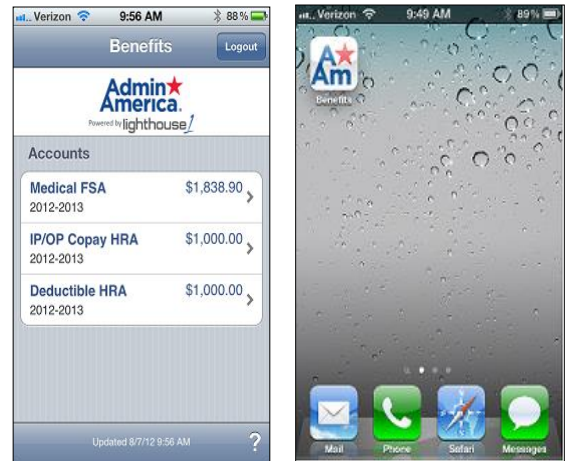 Verizon
9:56 AM
88%
Benefits
Logout
Admin
America.
Powered by lighthouse1
Accounts
Medical FSA
$1,838.90
2012-2013
IP/OP Copay HRA
$1,000.00
2012-2013
Deductible HRA
$1,000.00
2012-2013
Updated 8/7/12 9:56 AM
?
Verizon
9:49 AM
89%
A
Am
Benefits
Mail
Phone
Safari
Messages